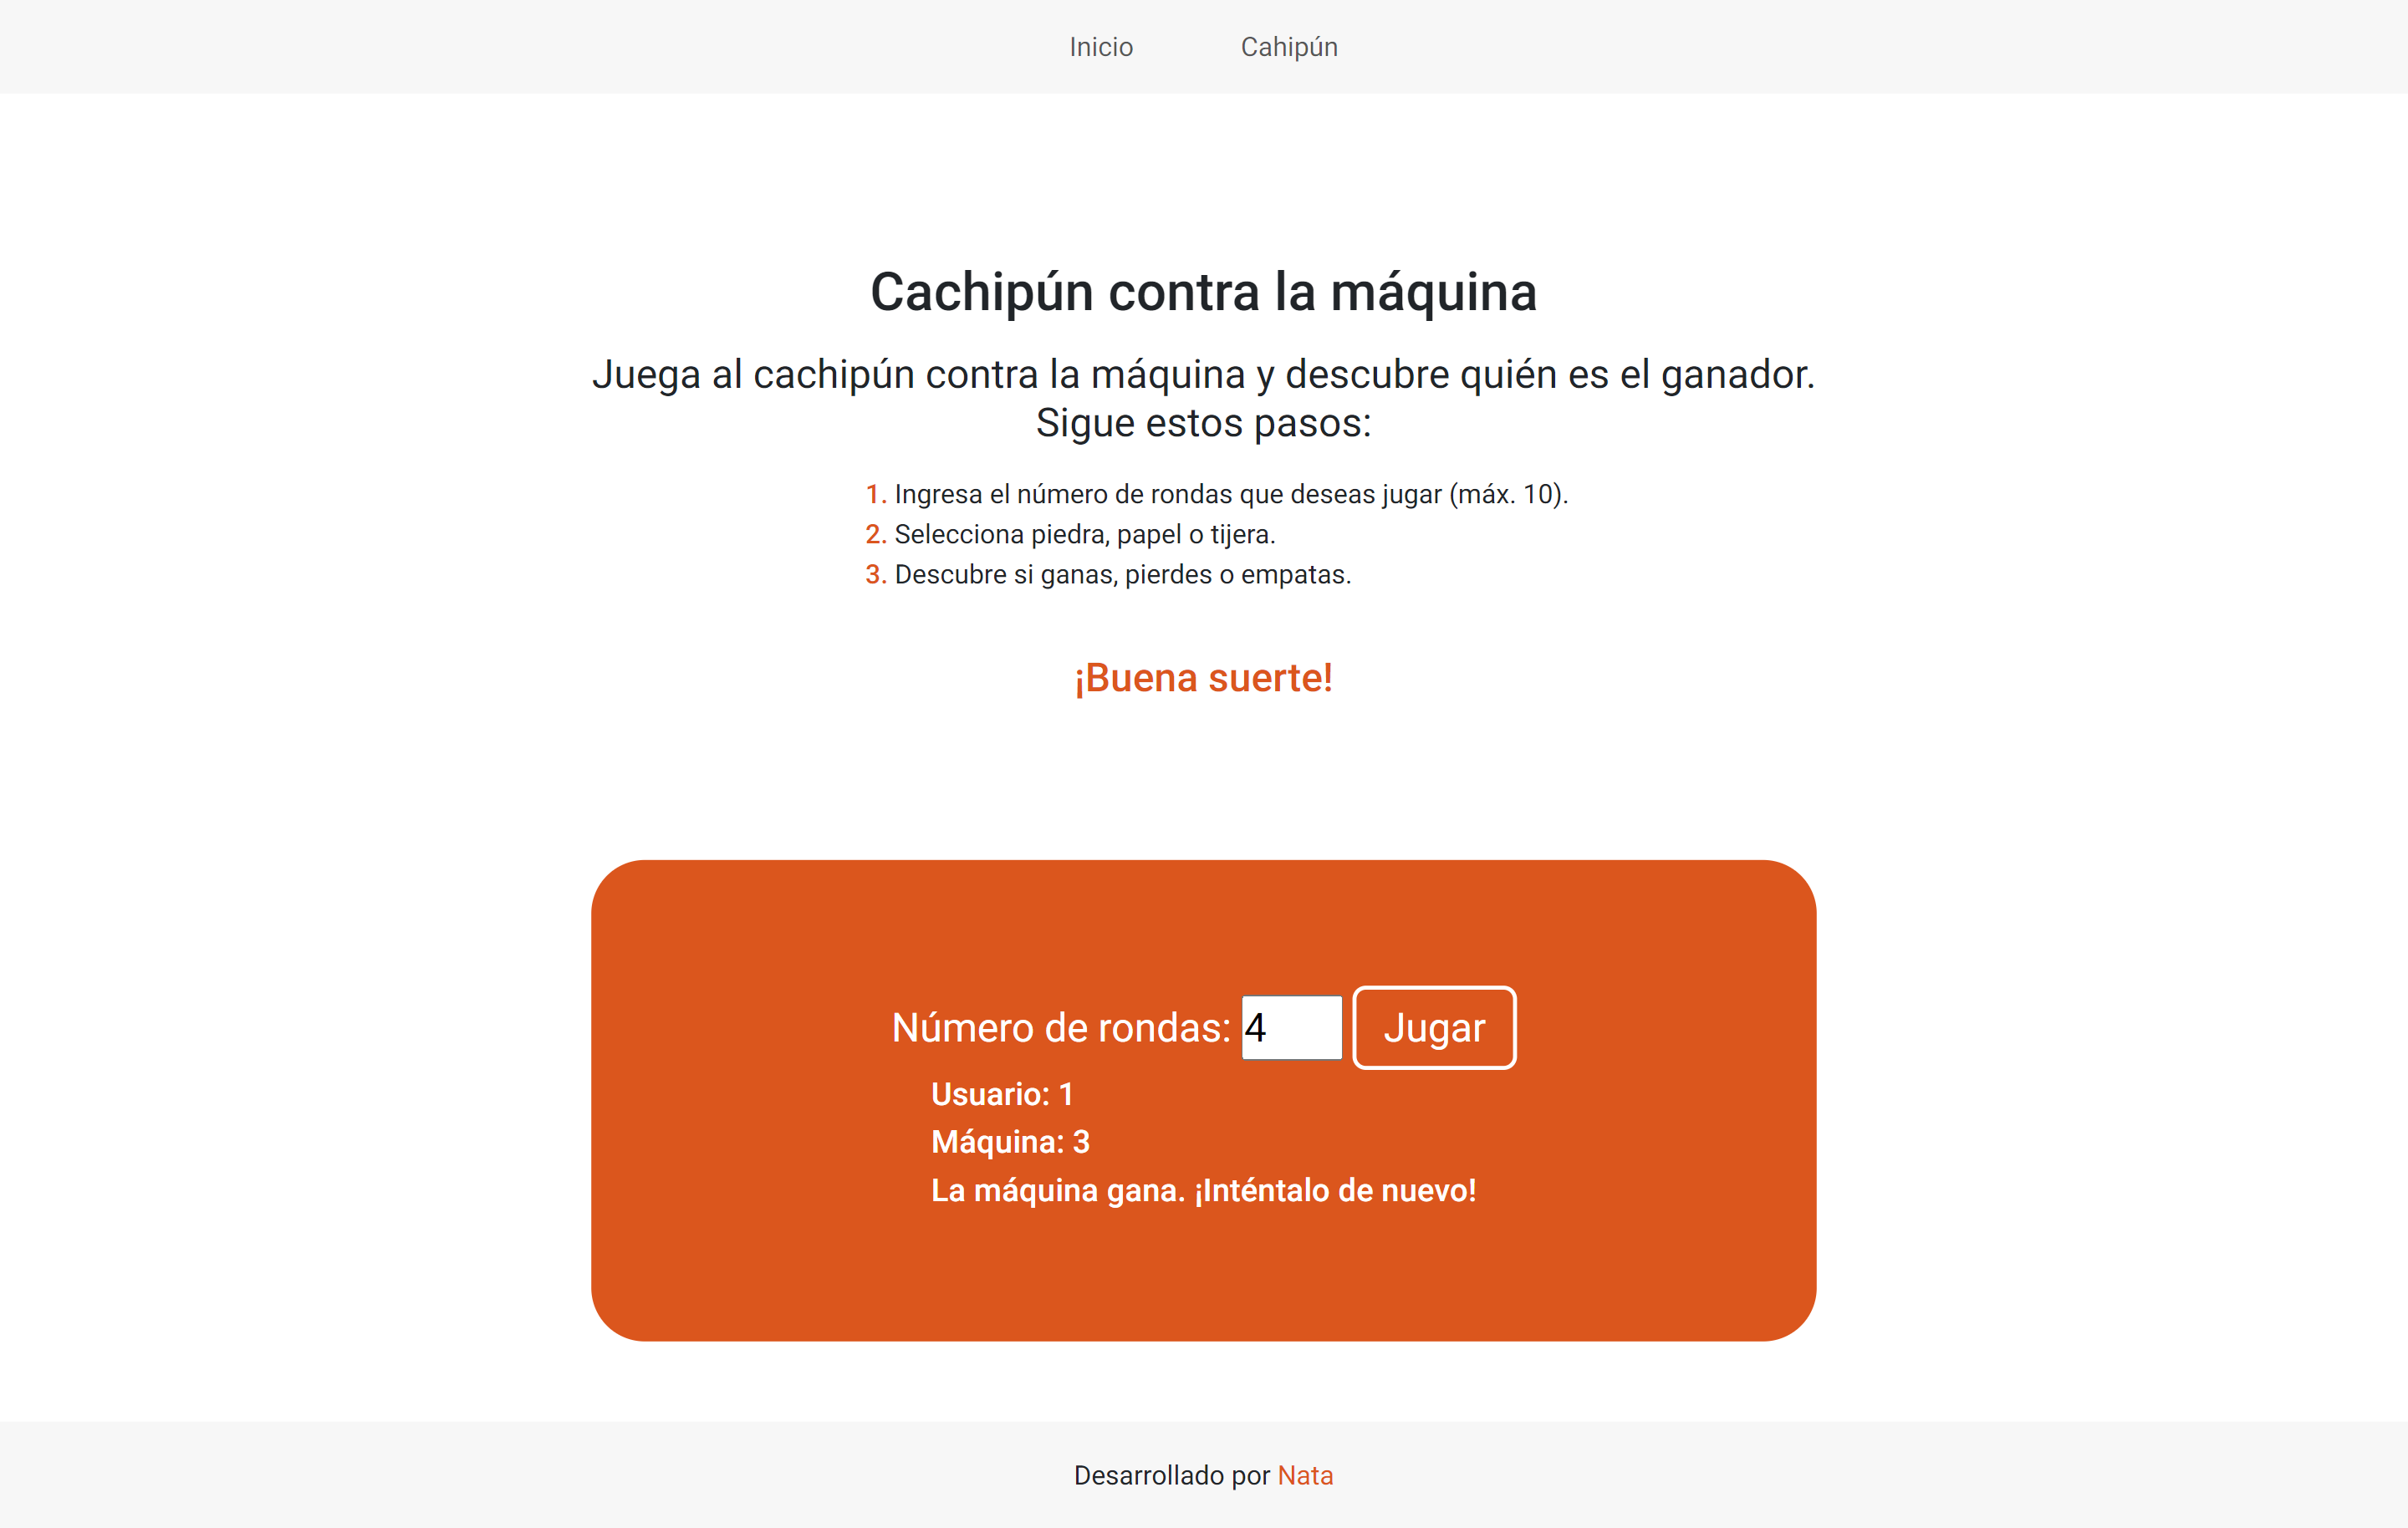 Inicio Cahipún
Cachipún contra la máquina
Juega al cachipún contra la máquina y descubre quién es el ganador.
Sigue estos pasos:
1. Ingresa el número de rondas que deseas jugar (máx. 10).
2. Selecciona piedra, papel o tijera.
3. Descubre si ganas, pierdes o empatas.
¡Buena suerte!
Número de rondas: 4 Jugar
Usuario: 1
Máquina: 3
La máquina gana. ¡Inténtalo de nuevo!
Desarrollado por Nata